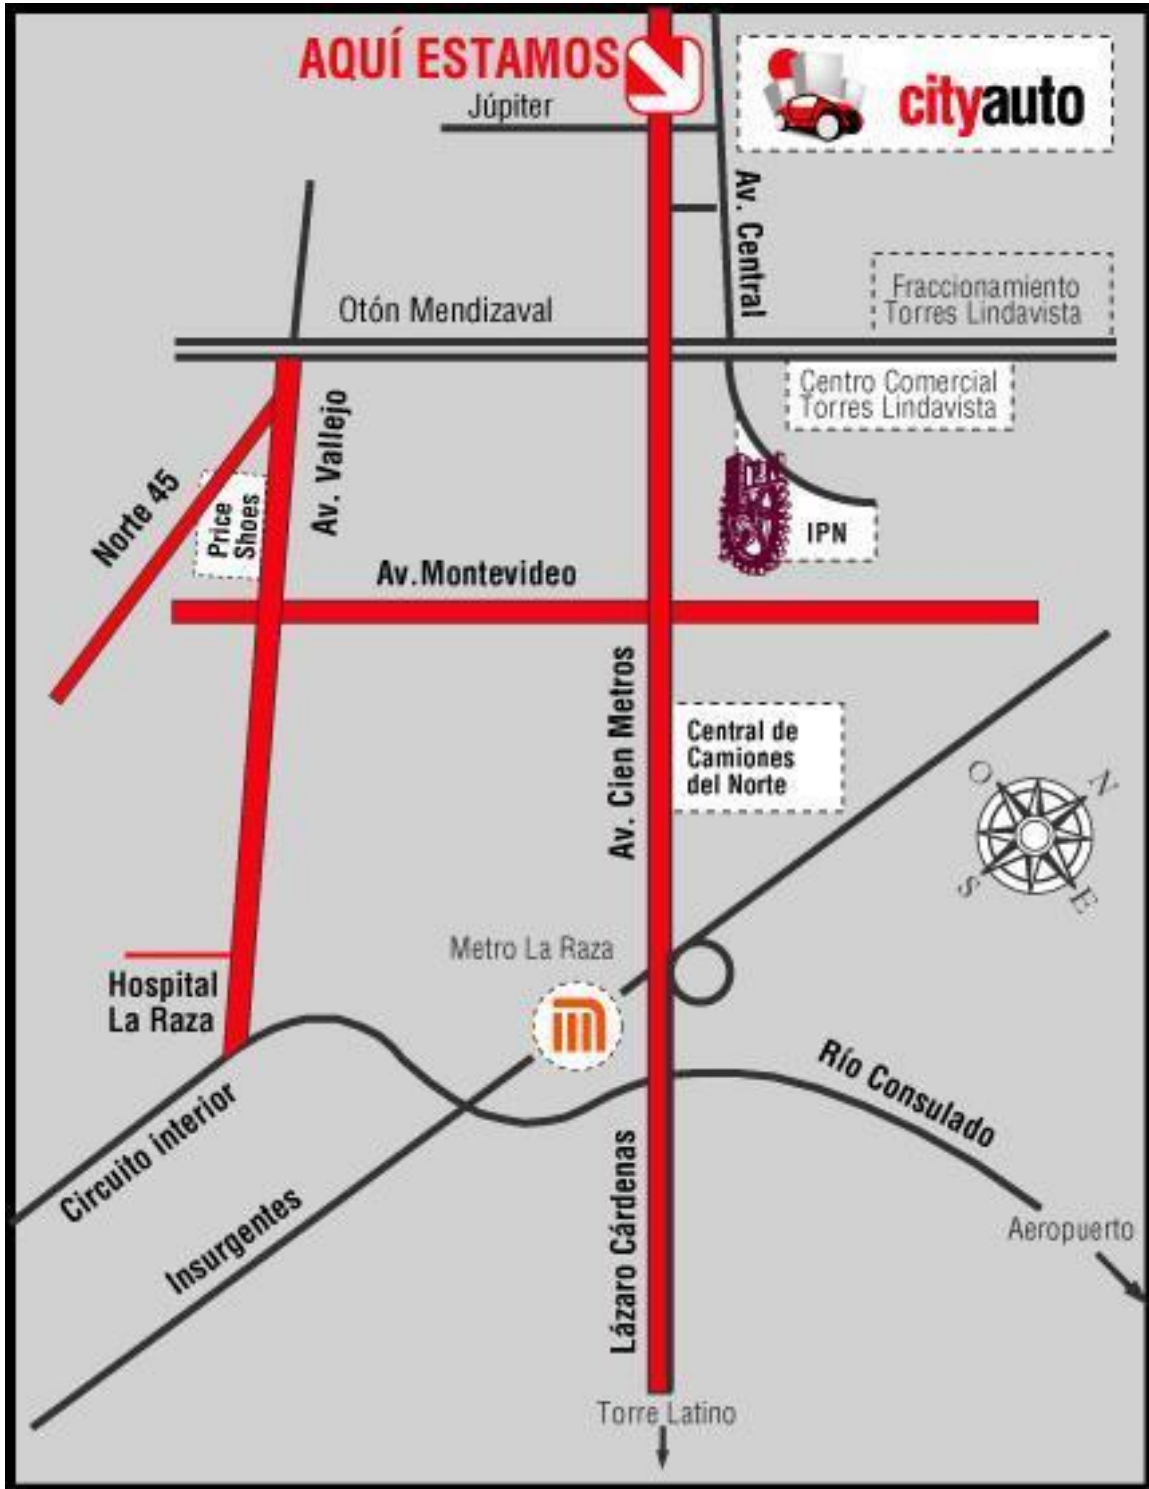 AQUÍ ESTAMOS
cityauto
Júpiter
Av. Central
Fraccionamiento
Torres Lindavista
Otón Mendizaval
Centro Comercial
Torres Lindavista
Av. Vallejo
Norte 45
Price
Shoes
IPN
Av.Montevideo
Av. Cien Metros
Central de
Camiones
del Norte
O
N
S
E
Metro La Raza
Hospital
La Raza
Río Consulado
Circuito interior
Insurgentes
Lázaro Cárdenas
Aeropuerto
Torre Latino